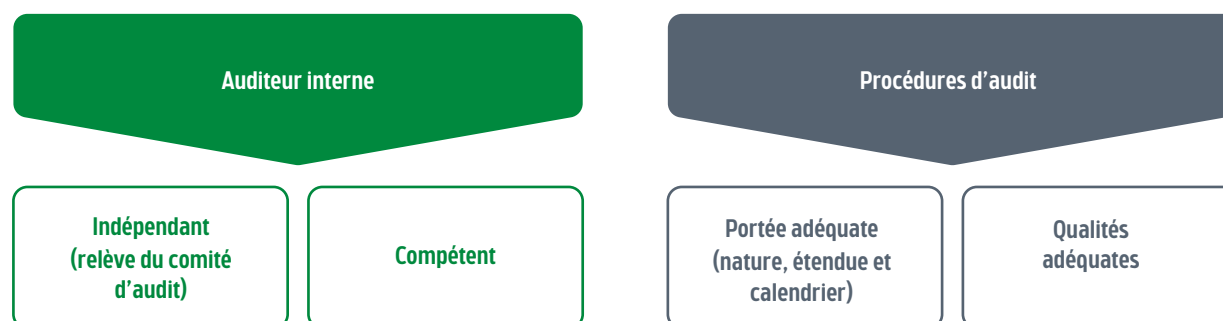 Auditeur interne
Procédures d'audit
Indépendant
(relève du comité
d'audit)
Compétent
Portée adéquate
(nature, étendue et
calendrier)
Qualités
adéquates